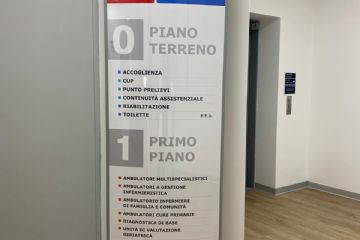 0 PIANO
TERRENO
ACCOGLIENZA
CUP
PUNTO PRELIEVI
CONTINUITÀ ASSISTENZIALE
RIABILITAZIONE
TOILETTE
1 PRIMO
PIANO
AMBULATORI MULTISPECIALISTICI
AMBULATORI A GESTIONE
INFERMIERISTICA
AMBULATORIO INFERMIERE
DI FAMIGLIA E COMUNITÀ
AMBULATORI CURE PRIMARIE
DIAGNOSTICA DI BASE
UNITÀ DI VALUTAZIONE
GERIATRICA